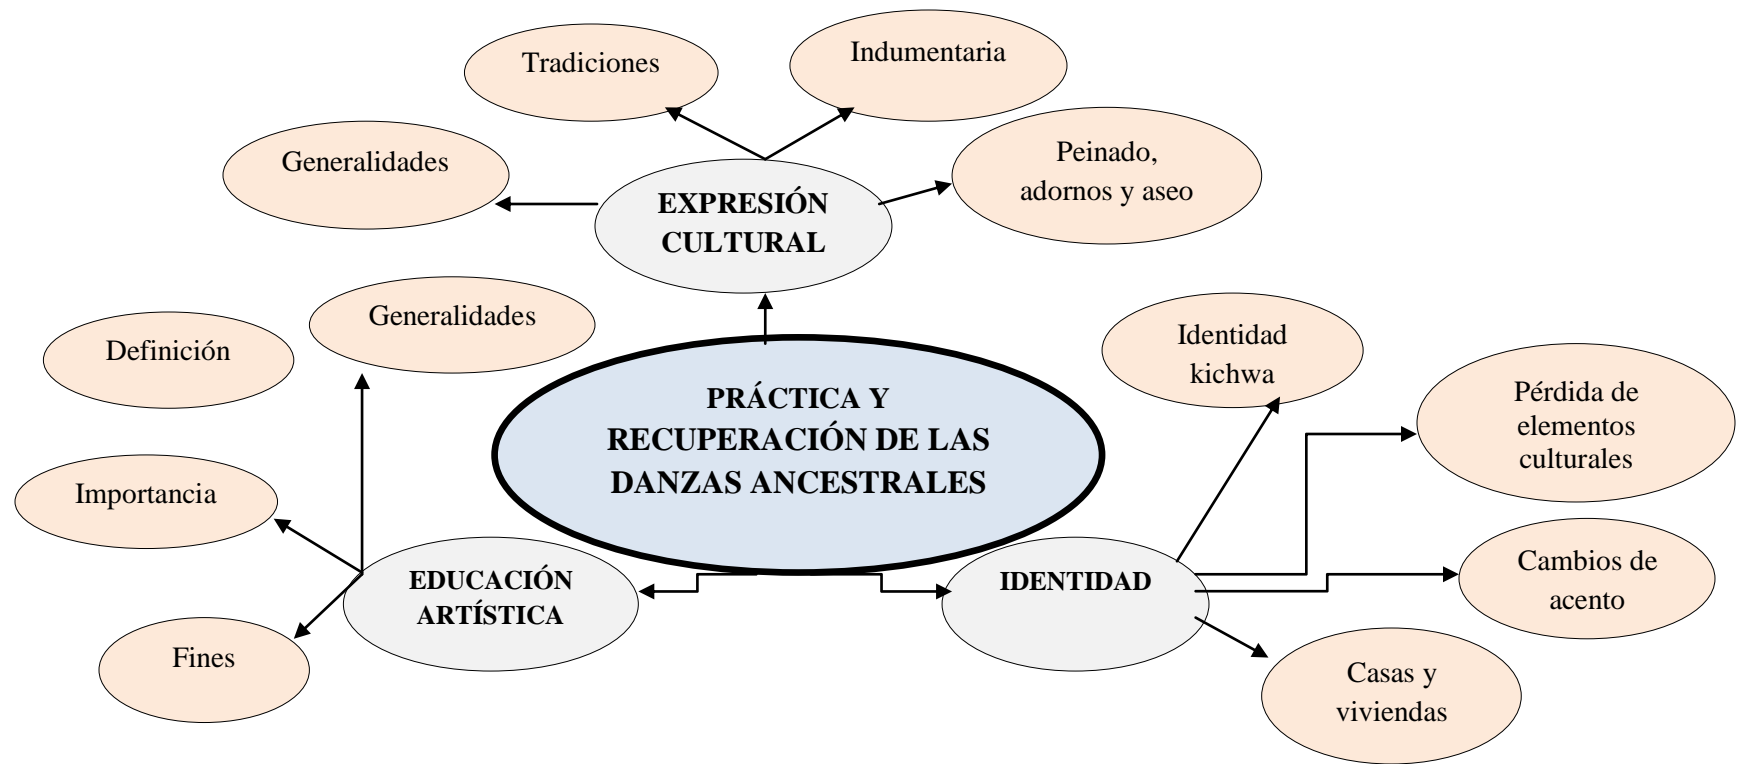 Tradiciones
Indumentaria
Generalidades
Peinado,
adornos y aseo
EXPRESIÓN
CULTURAL
Generalidades
Definición
Identidad
kichwa
Pérdida de
elementos
culturales
PRÁCTICA Y
RECUPERACIÓN DE LAS
DANZAS ANCESTRALES
Importancia
Cambios de
acento
EDUCACIÓN
ARTÍSTICA
IDENTIDAD
Fines
Casas y
viviendas